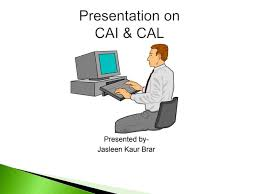 Presentation on
CAI & CAL
Presented by-
Jasleen Kaur Brar